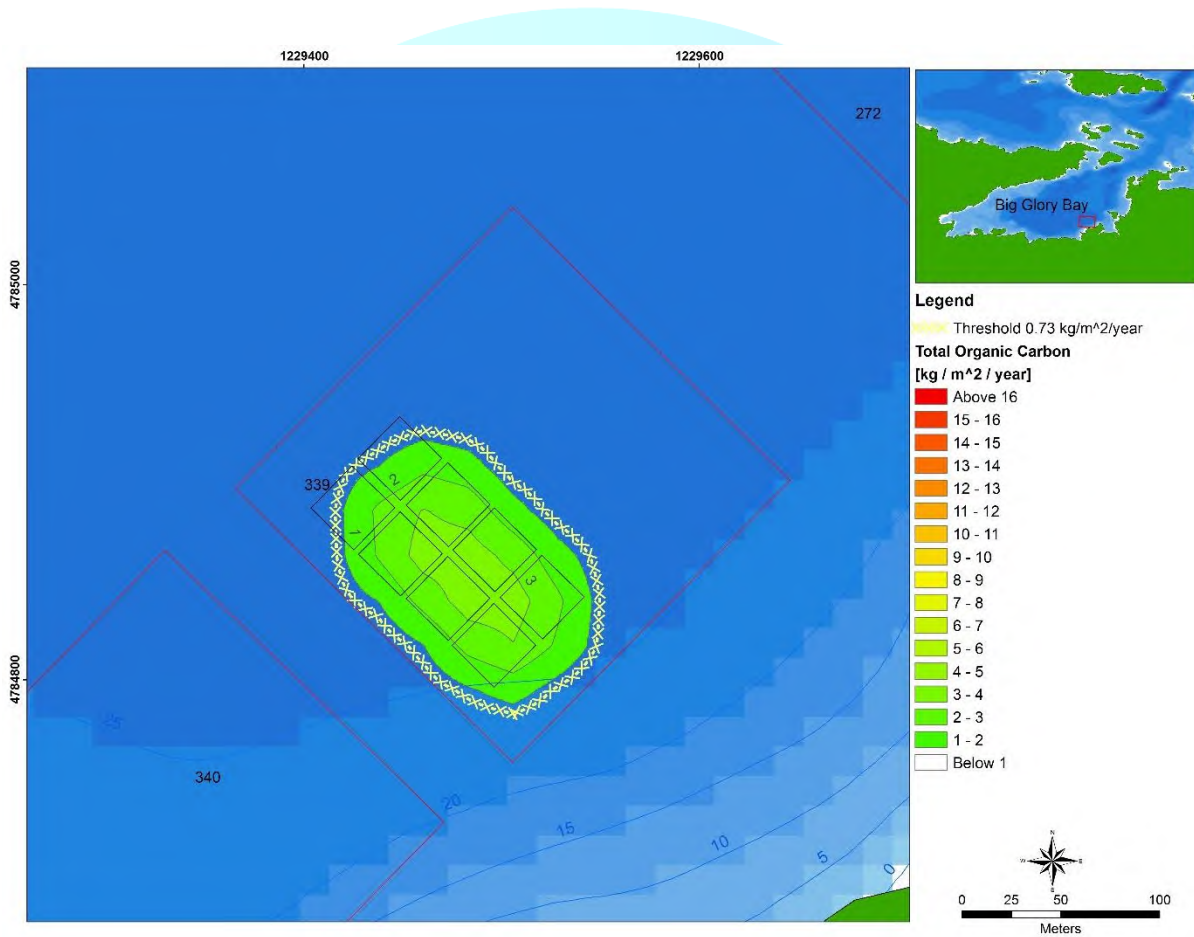 1229400
1229600
4785000
4784800
272
339
340
2
1
3
25
20
15
10
5
0
Big Glory Bay
Legend
Threshold 0.73 kg/m^2/year
Total Organic Carbon
[kg / m^2 / year]
Above 16
15 - 16
14 - 15
13 - 14
12 - 13
11 - 12
10 - 11
9 - 10
8 - 9
7 - 8
6 - 7
5 - 6
4 - 5
3 - 4
2 - 3
1 - 2
Below 1
N
W E
S
0 25 50 100
Meters